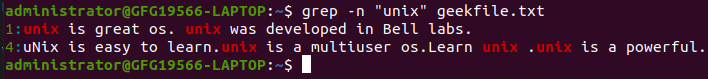 administrator@GFG19566-LAPTOP:~$ grep -n "unix" geekfile.txt
1:unix is great os. unix was developed in Bell labs.
4:uNix is easy to learn.unix is a multiuser os.Learn unix .unix is a powerful.
administrator@GFG19566-LAPTOP:~$